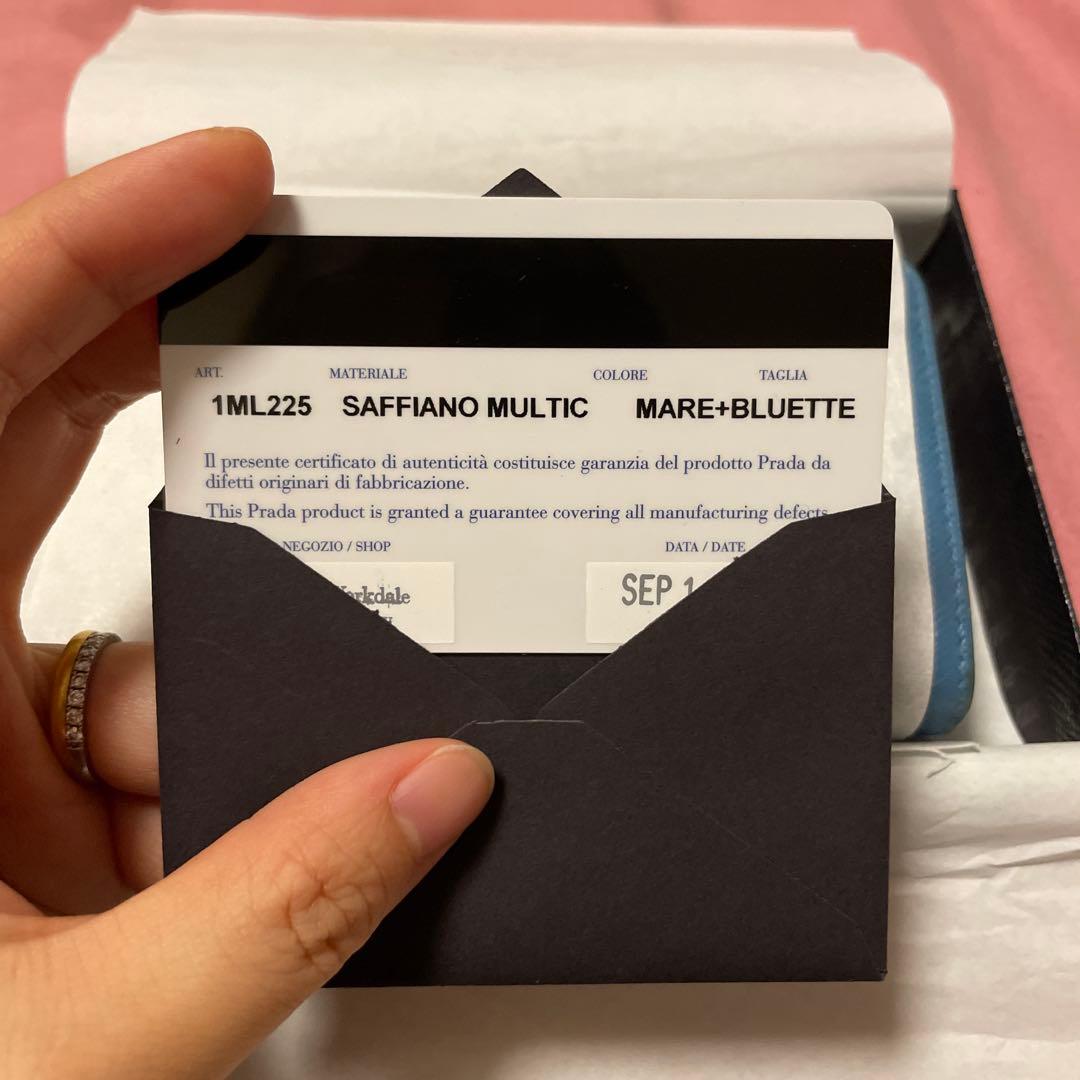 ART. MATERIALE COLORE TAGLIA
1ML225 SAFFIANO MULTIC MARE+BLUETTE
Il presente certificato di autenticità costituisce garanzia del prodotto Prada da
difetti originari di fabbricazione.
This Prada product is granted a guarantee covering all manufacturing defects
NEGOZIO / SHOP DATA / DATE
SEP 1